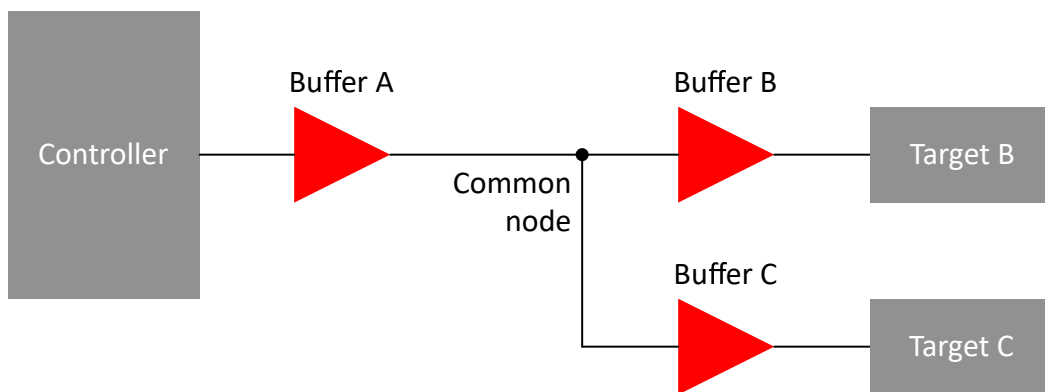 Buffer A
Buffer B
Controller
Target B
Common
node
Buffer C
Target C